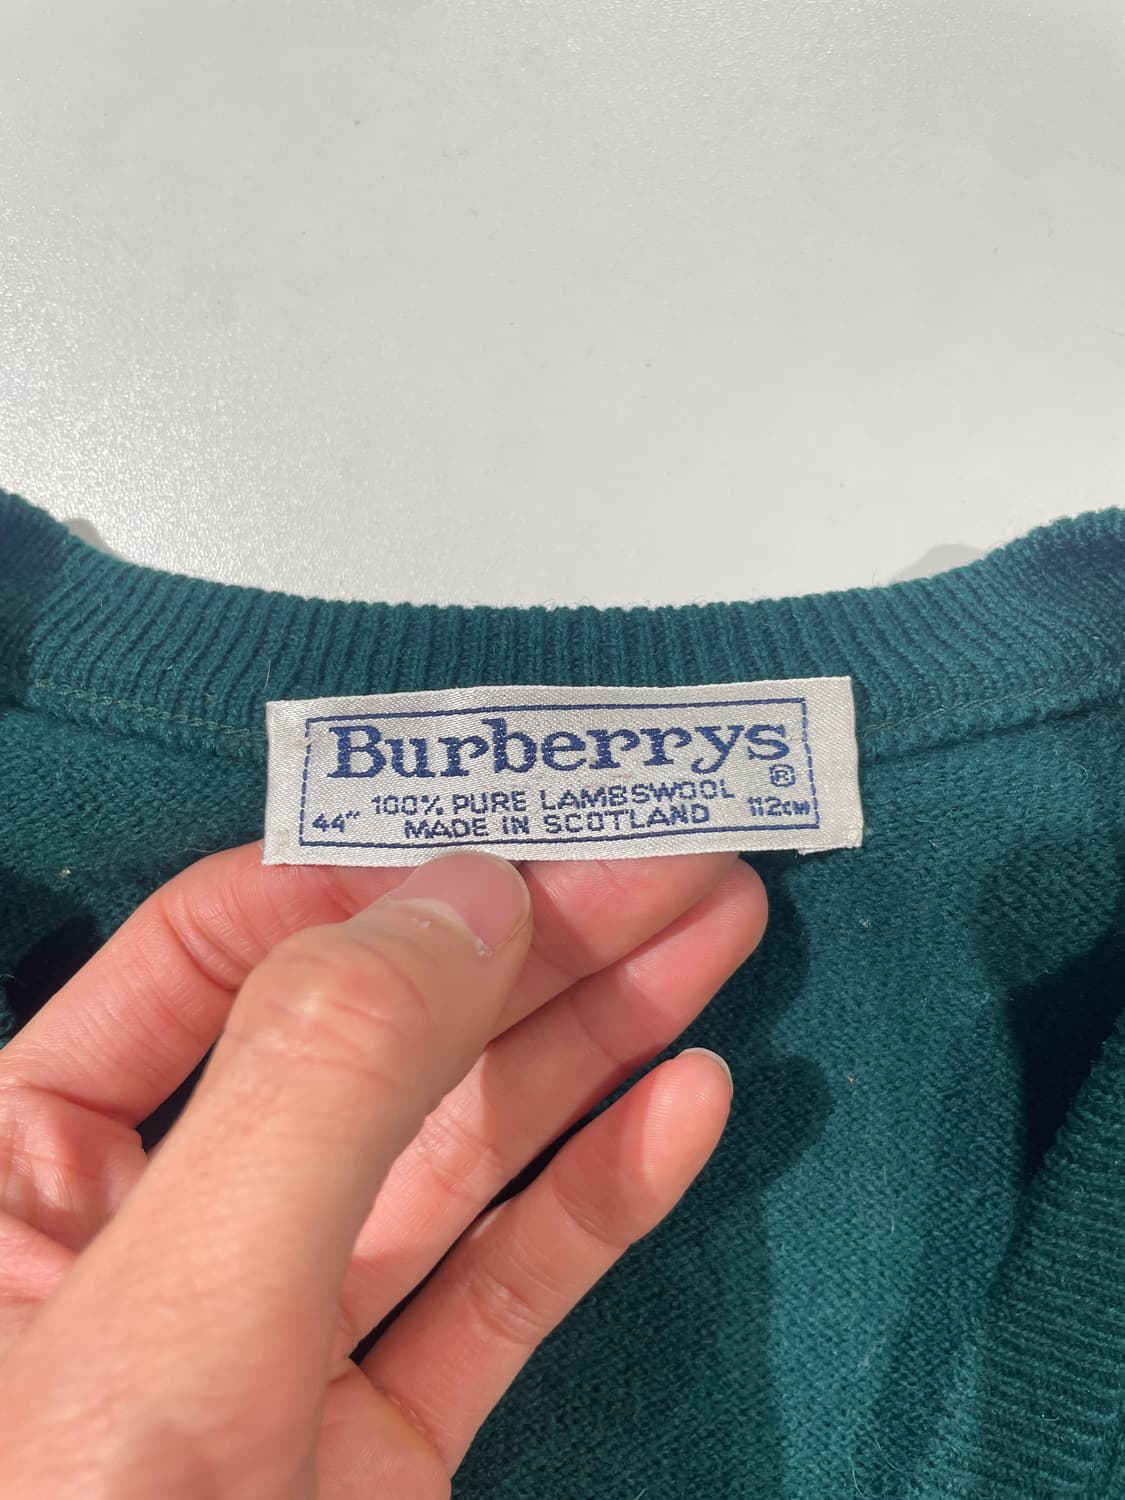 Burberrys
®
100% PURE LAMBSWOOL
44" MADE IN SCOTLAND 112CM